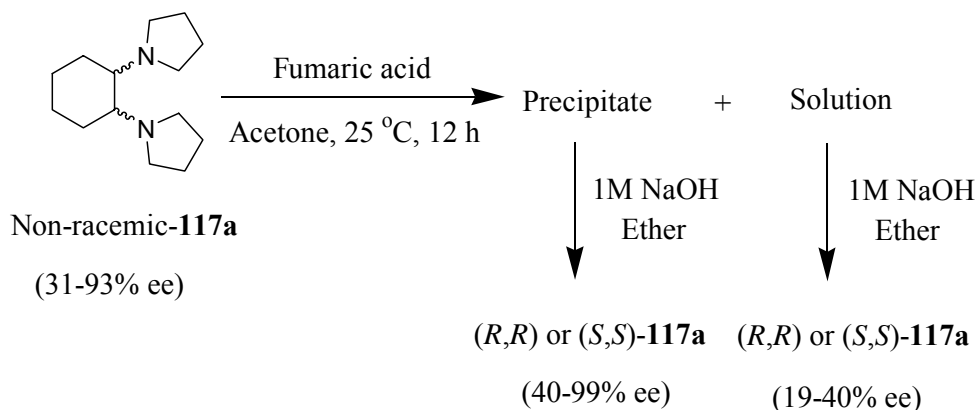 N
N
Fumaric acid
Acetone, 25 °C, 12 h
Precipitate + Solution
Non-racemic-117a
(31-93% ee)
1M NaOH
Ether
1M NaOH
Ether
(R,R) or (S,S)-117a (R,R) or (S,S)-117a
(40-99% ee) (19-40% ee)